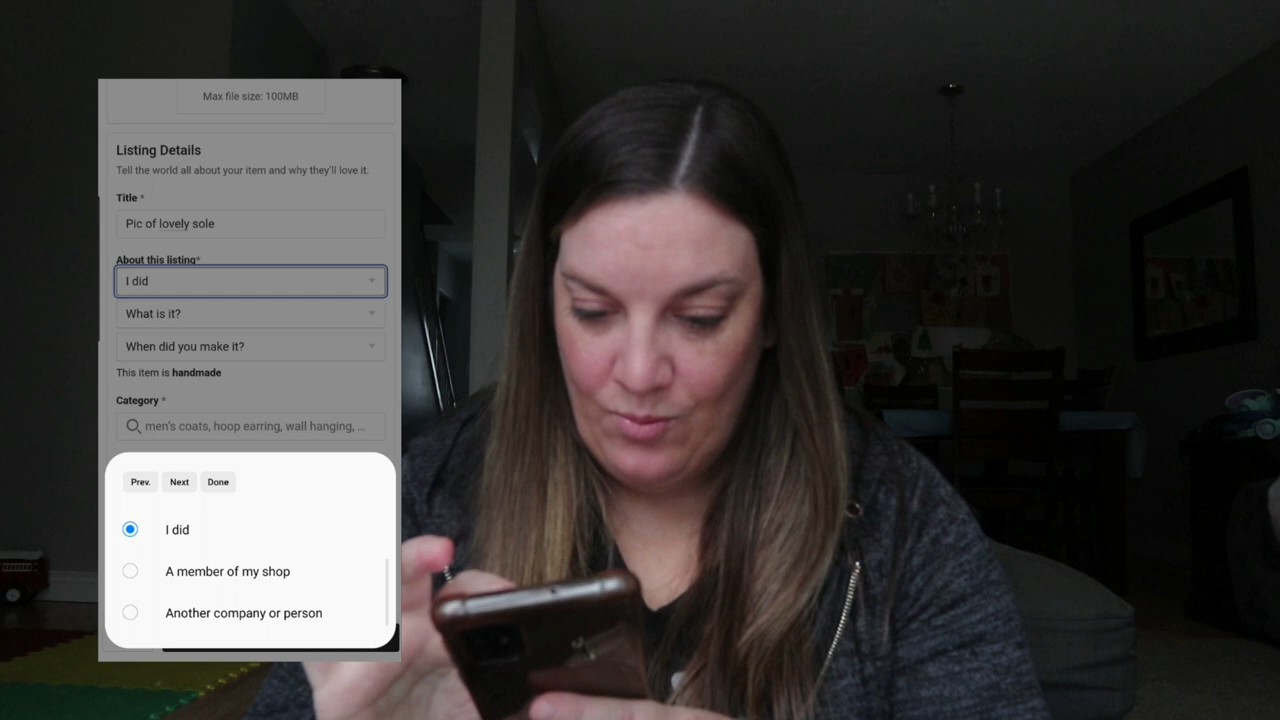 Max file size: 100MB
Listing Details
Tell the world all about your item and why they'll love it.
Title *
Pic of lovely sole
About this listing*
I did
What is it?
When did you make it?
This item is handmade
Category *
men's coats, hoop earring, wall hanging, ...
Prev. Next Done
I did
A member of my shop
Another company or person